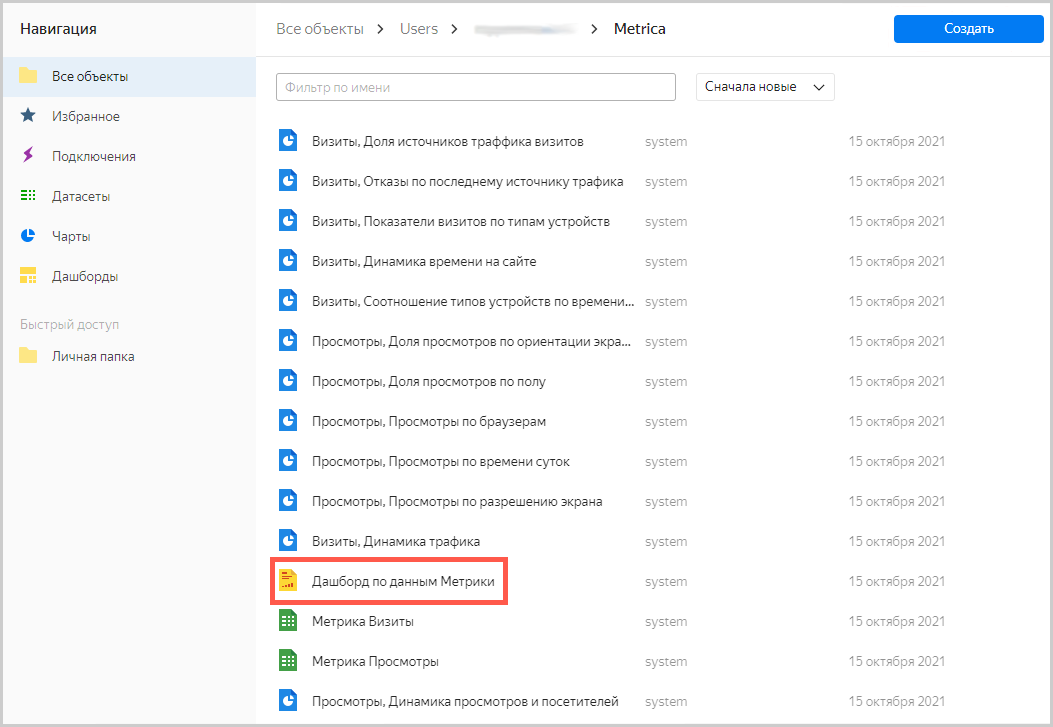 Навигация
Все объекты
Избранное
Подключения
Датасеты
Чарты
Дашборды
Быстрый доступ
Личная папка
Все объекты > Users > > Metrica
Создать
Фильтр по имени
Сначала новые
Визиты, Доля источников траффика визитов system 15 октября 2021
Визиты, Отказы по последнему источнику трафика system 15 октября 2021
Визиты, Показатели визитов по типам устройств system 15 октября 2021
Визиты, Динамика времени на сайте system 15 октября 2021
Визиты, Соотношение типов устройств по времени... system 15 октября 2021
Просмотры, Доля просмотров по ориентации экра... system 15 октября 2021
Просмотры, Доля просмотров по полу system 15 октября 2021
Просмотры, Просмотры по браузерам system 15 октября 2021
Просмотры, Просмотры по времени суток system 15 октября 2021
Просмотры, Просмотры по разрешению экрана system 15 октября 2021
Визиты, Динамика трафика system 15 октября 2021
Дашборд по данным Метрики system 15 октября 2021
Метрика Визиты system 15 октября 2021
Метрика Просмотры system 15 октября 2021
Просмотры, Динамика просмотров и посетителей system 15 октября 2021